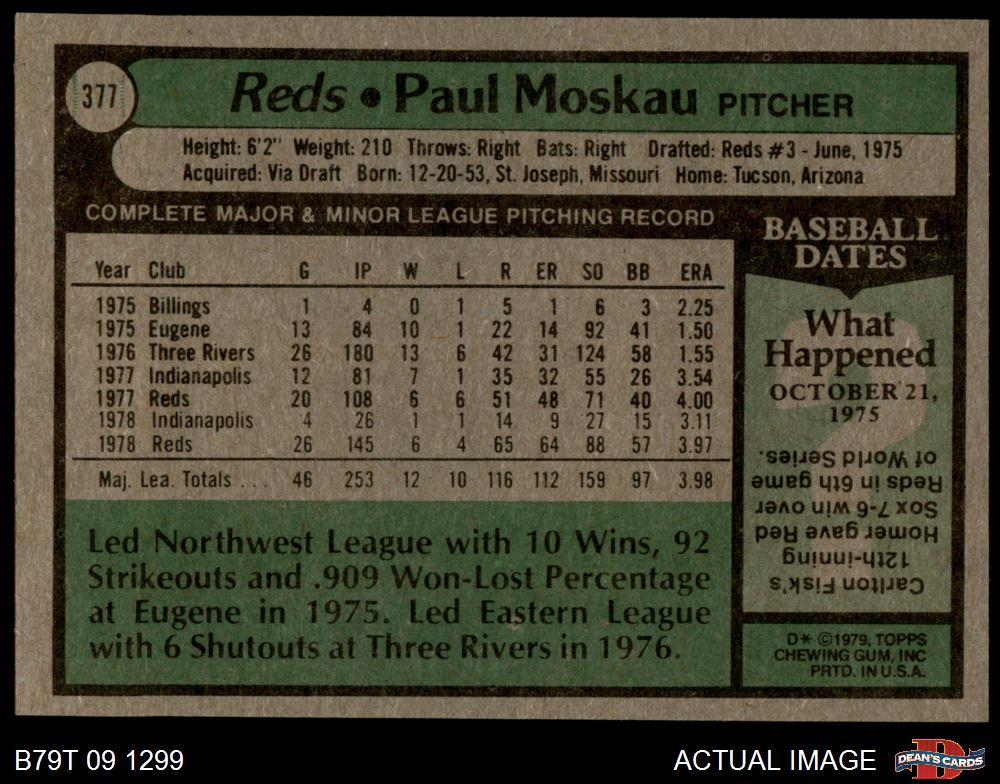 377
Reds • Paul Moskau PITCHER
Height: 6'2" Weight: 210 Throws: Right Bats: Right Drafted: Reds #3 - June, 1975
Acquired: Via Draft Born: 12-20-53, St. Joseph, Missouri Home: Tucson, Arizona
COMPLETE MAJOR & MINOR LEAGUE PITCHING RECORD
Year Club G IP W L R ER SO BB ERA
1975 Billings 1 4 0 1 5 1 6 3 2.25
1975 Eugene 13 84 10 1 22 14 92 41 1.50
1976 Three Rivers 26 180 13 6 42 31 124 58 1.55
1977 Indianapolis 12 81 7 1 35 32 55 26 3.54
1977 Reds 20 108 6 6 51 48 71 40 4.00
1978 Indianapolis 4 26 1 1 14 9 27 15 3.11
1978 Reds 26 145 6 4 65 64 88 57 3.97
Maj. Lea. Totals ... 46 253 12 10 116 112 159 97 3.98
Led Northwest League with 10 Wins, 92
Strikeouts and .909 Won-Lost Percentage
at Eugene in 1975. Led Eastern League
with 6 Shutouts at Three Rivers in 1976.
BASEBALL
DATES
What
Happened
OCTOBER 21,
1975
Carlton Fisk's
12th-inning
Homer gave Red
Sox 7-6 win over
Reds in 6th game
of World Series.
D* ©1979, TOPPS
CHEWING GUM, INC
PRTD. IN U.S.A.
B79T 09 1299
ACTUAL IMAGE
DEAN'S CARDS